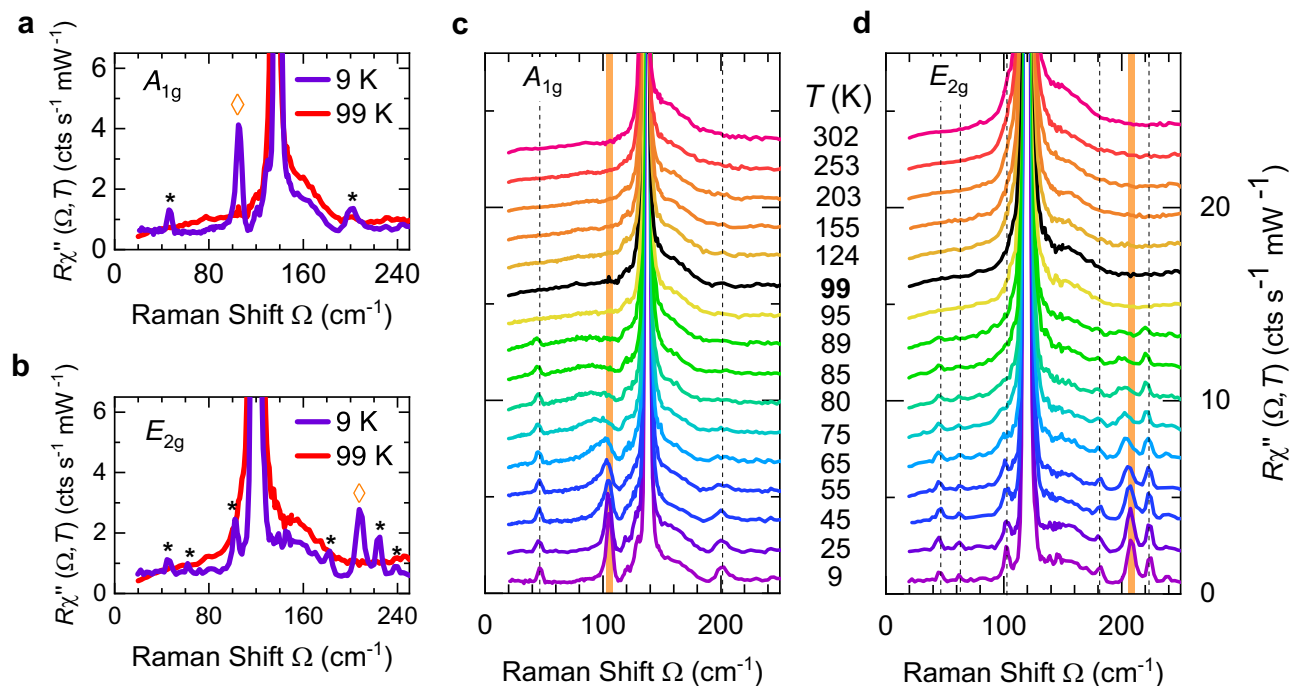 a
Rχ'' (Ω, T) (cts s⁻¹ mW⁻¹)
6
4
2
0
A1g
9 K
99 K
*
*
0
80
160
240
Raman Shift Ω (cm⁻¹)
b
Rχ'' (Ω, T) (cts s⁻¹ mW⁻¹)
6
4
2
0
E2g
9 K
99 K
*
*
*
*
*
*
0
80
160
240
Raman Shift Ω (cm⁻¹)
c
A1g
0
100
200
Raman Shift Ω (cm⁻¹)
T (K)
302
253
203
155
124
99
95
89
85
80
75
65
55
45
25
9
d
E2g
0
100
200
Raman Shift Ω (cm⁻¹)
20
10
0
Rχ'' (Ω, T) (cts s⁻¹ mW⁻¹)